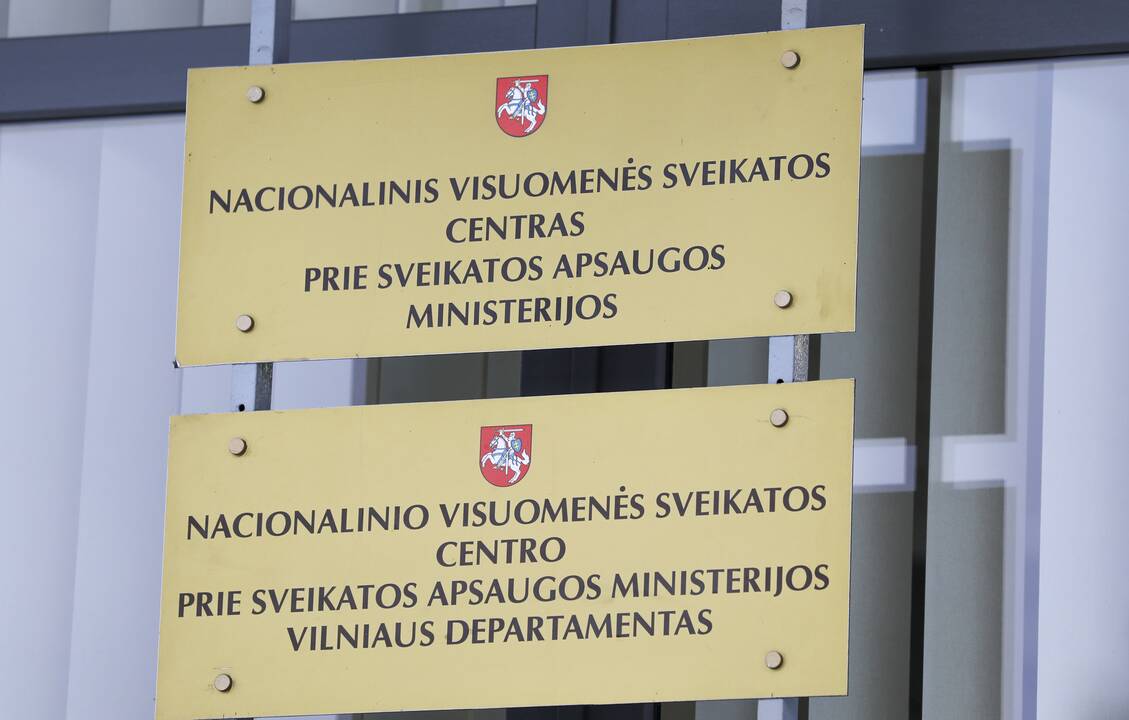 NACIONALINIS VISUOMENĖS SVEIKATOS
CENTRAS
PRIE SVEIKATOS APSAUGOS
MINISTERIJOS
NACIONALINIO VISUOMENĖS SVEIKATOS
CENTRO
PRIE SVEIKATOS APSAUGOS MINISTERIJOS
VILNIAUS DEPARTAMENTAS